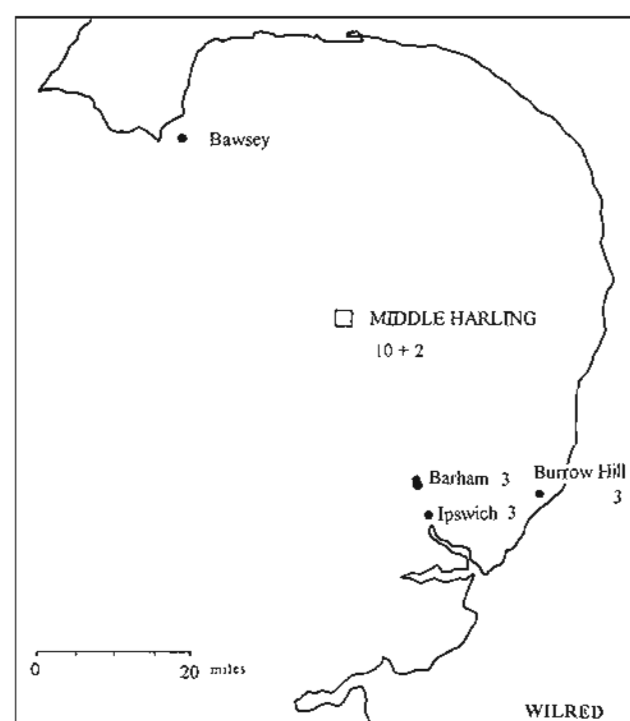 Bawsey
MIDDLE HARLING
10 + 2
Barham 3
Burrow Hill
3
Ipswich 3
0
20 miles
WILRED